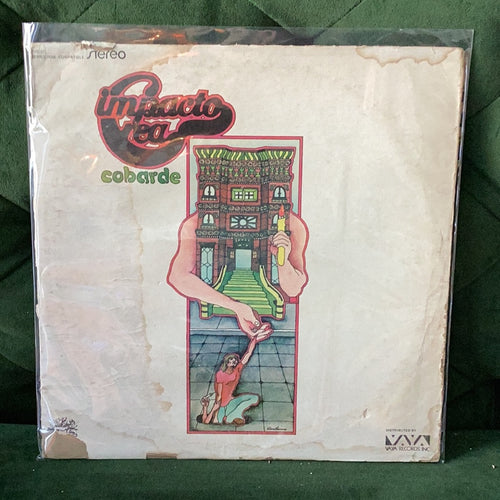 Stereo
impacto
crea
cobarde
DISTRIBUTED BY
VAYA
VAYA RECORDS INC.